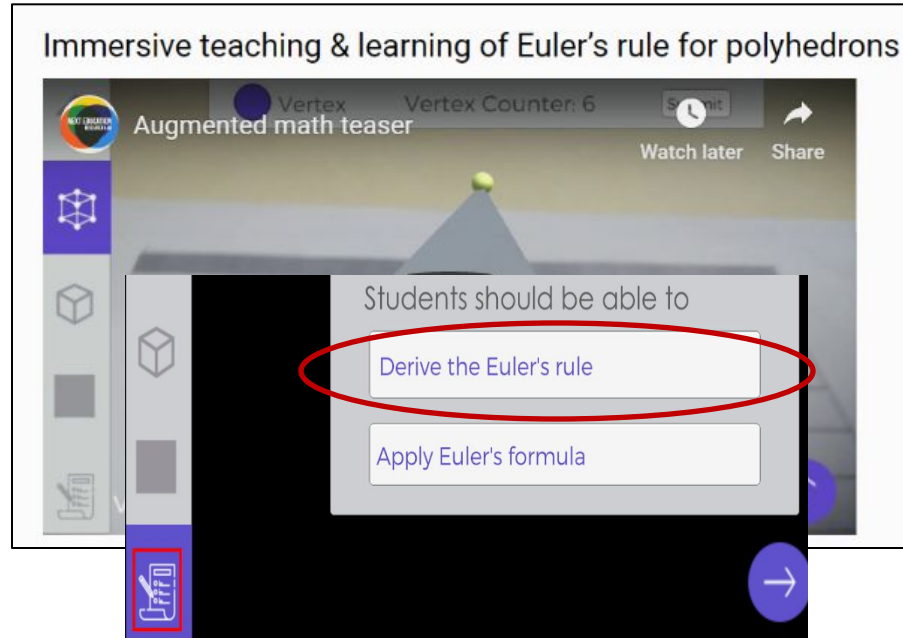 Immersive teaching & learning of Euler's rule for polyhedrons
Vertex Vertex Counter: 6
Augmented math teaser
Watch later Share
Students should be able to
Derive the Euler's rule
Apply Euler's formula